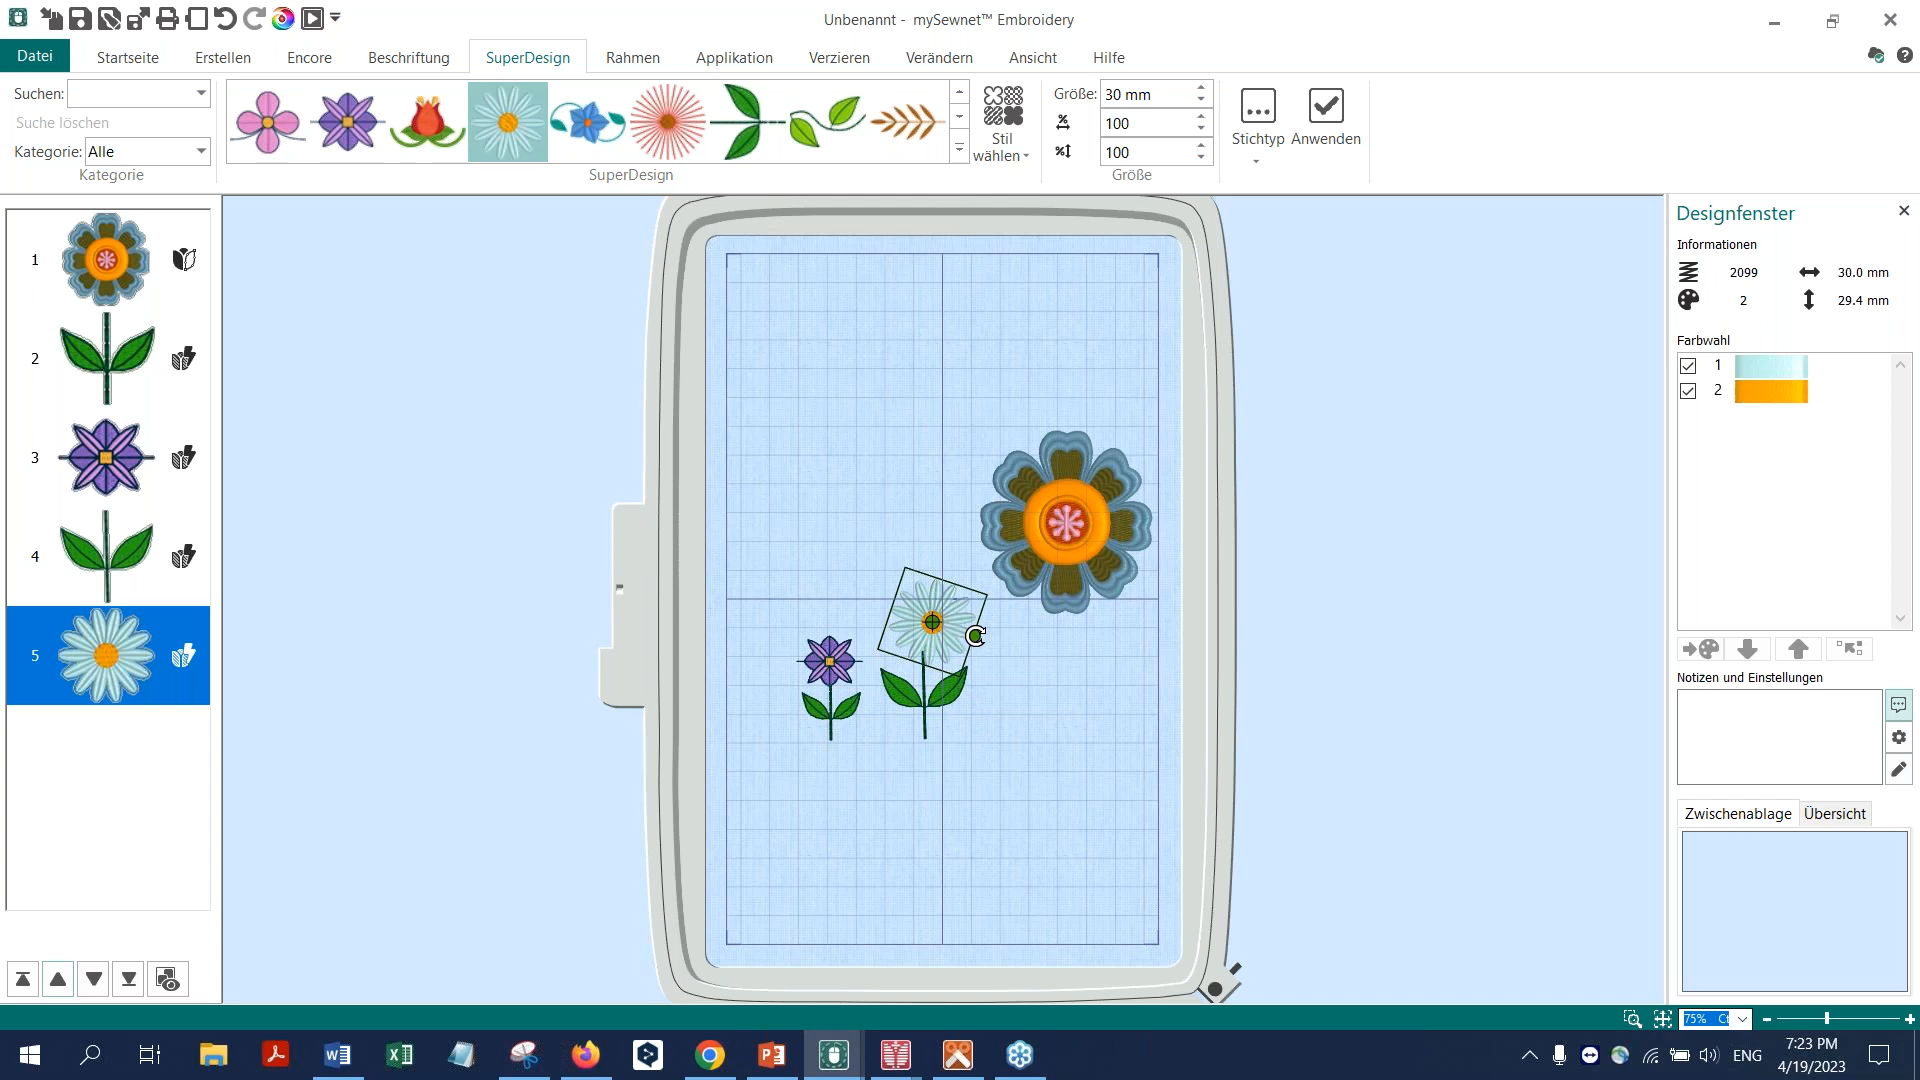 Unbenannt - mySewnet™ Embroidery
Datei Startseite Erstellen Encore Beschriftung SuperDesign Rahmen Applikation Verzieren Verändern Ansicht Hilfe
Suchen:
Suche löschen
Kategorie: Alle
Kategorie
SuperDesign
Stil
wählen
Größe: 30 mm
100
100
Größe
Stichtyp Anwenden
1
2
3
4
5
Designfenster
Informationen
2099 30.0 mm
2 29.4 mm
Farbwahl
1
2
Notizen und Einstellungen
Zwischenablage Übersicht
75%
ENG
7:23 PM
4/19/2023